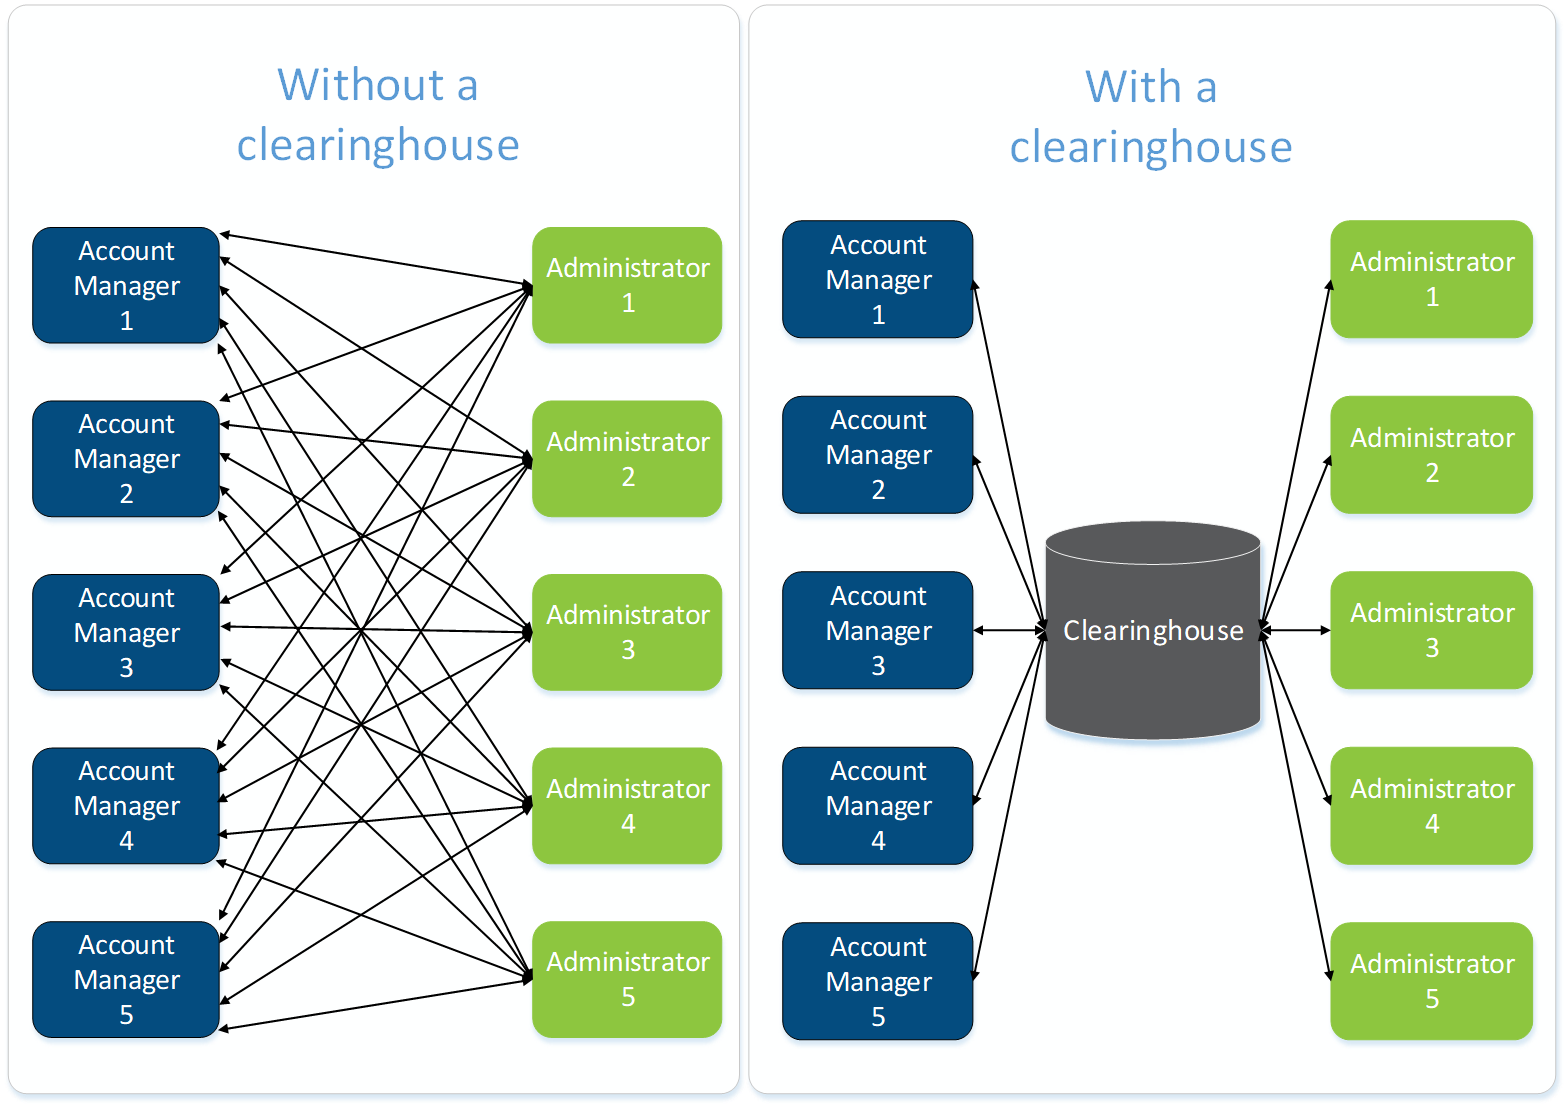 Without a
clearinghouse
Account
Manager
1
Administrator
1
Account
Manager
2
Administrator
2
Account
Manager
3
Administrator
3
Account
Manager
4
Administrator
4
Account
Manager
5
Administrator
5
With a
clearinghouse
Account
Manager
1
Administrator
1
Account
Manager
2
Administrator
2
Account
Manager
3
Clearinghouse
Administrator
3
Account
Manager
4
Administrator
4
Account
Manager
5
Administrator
5